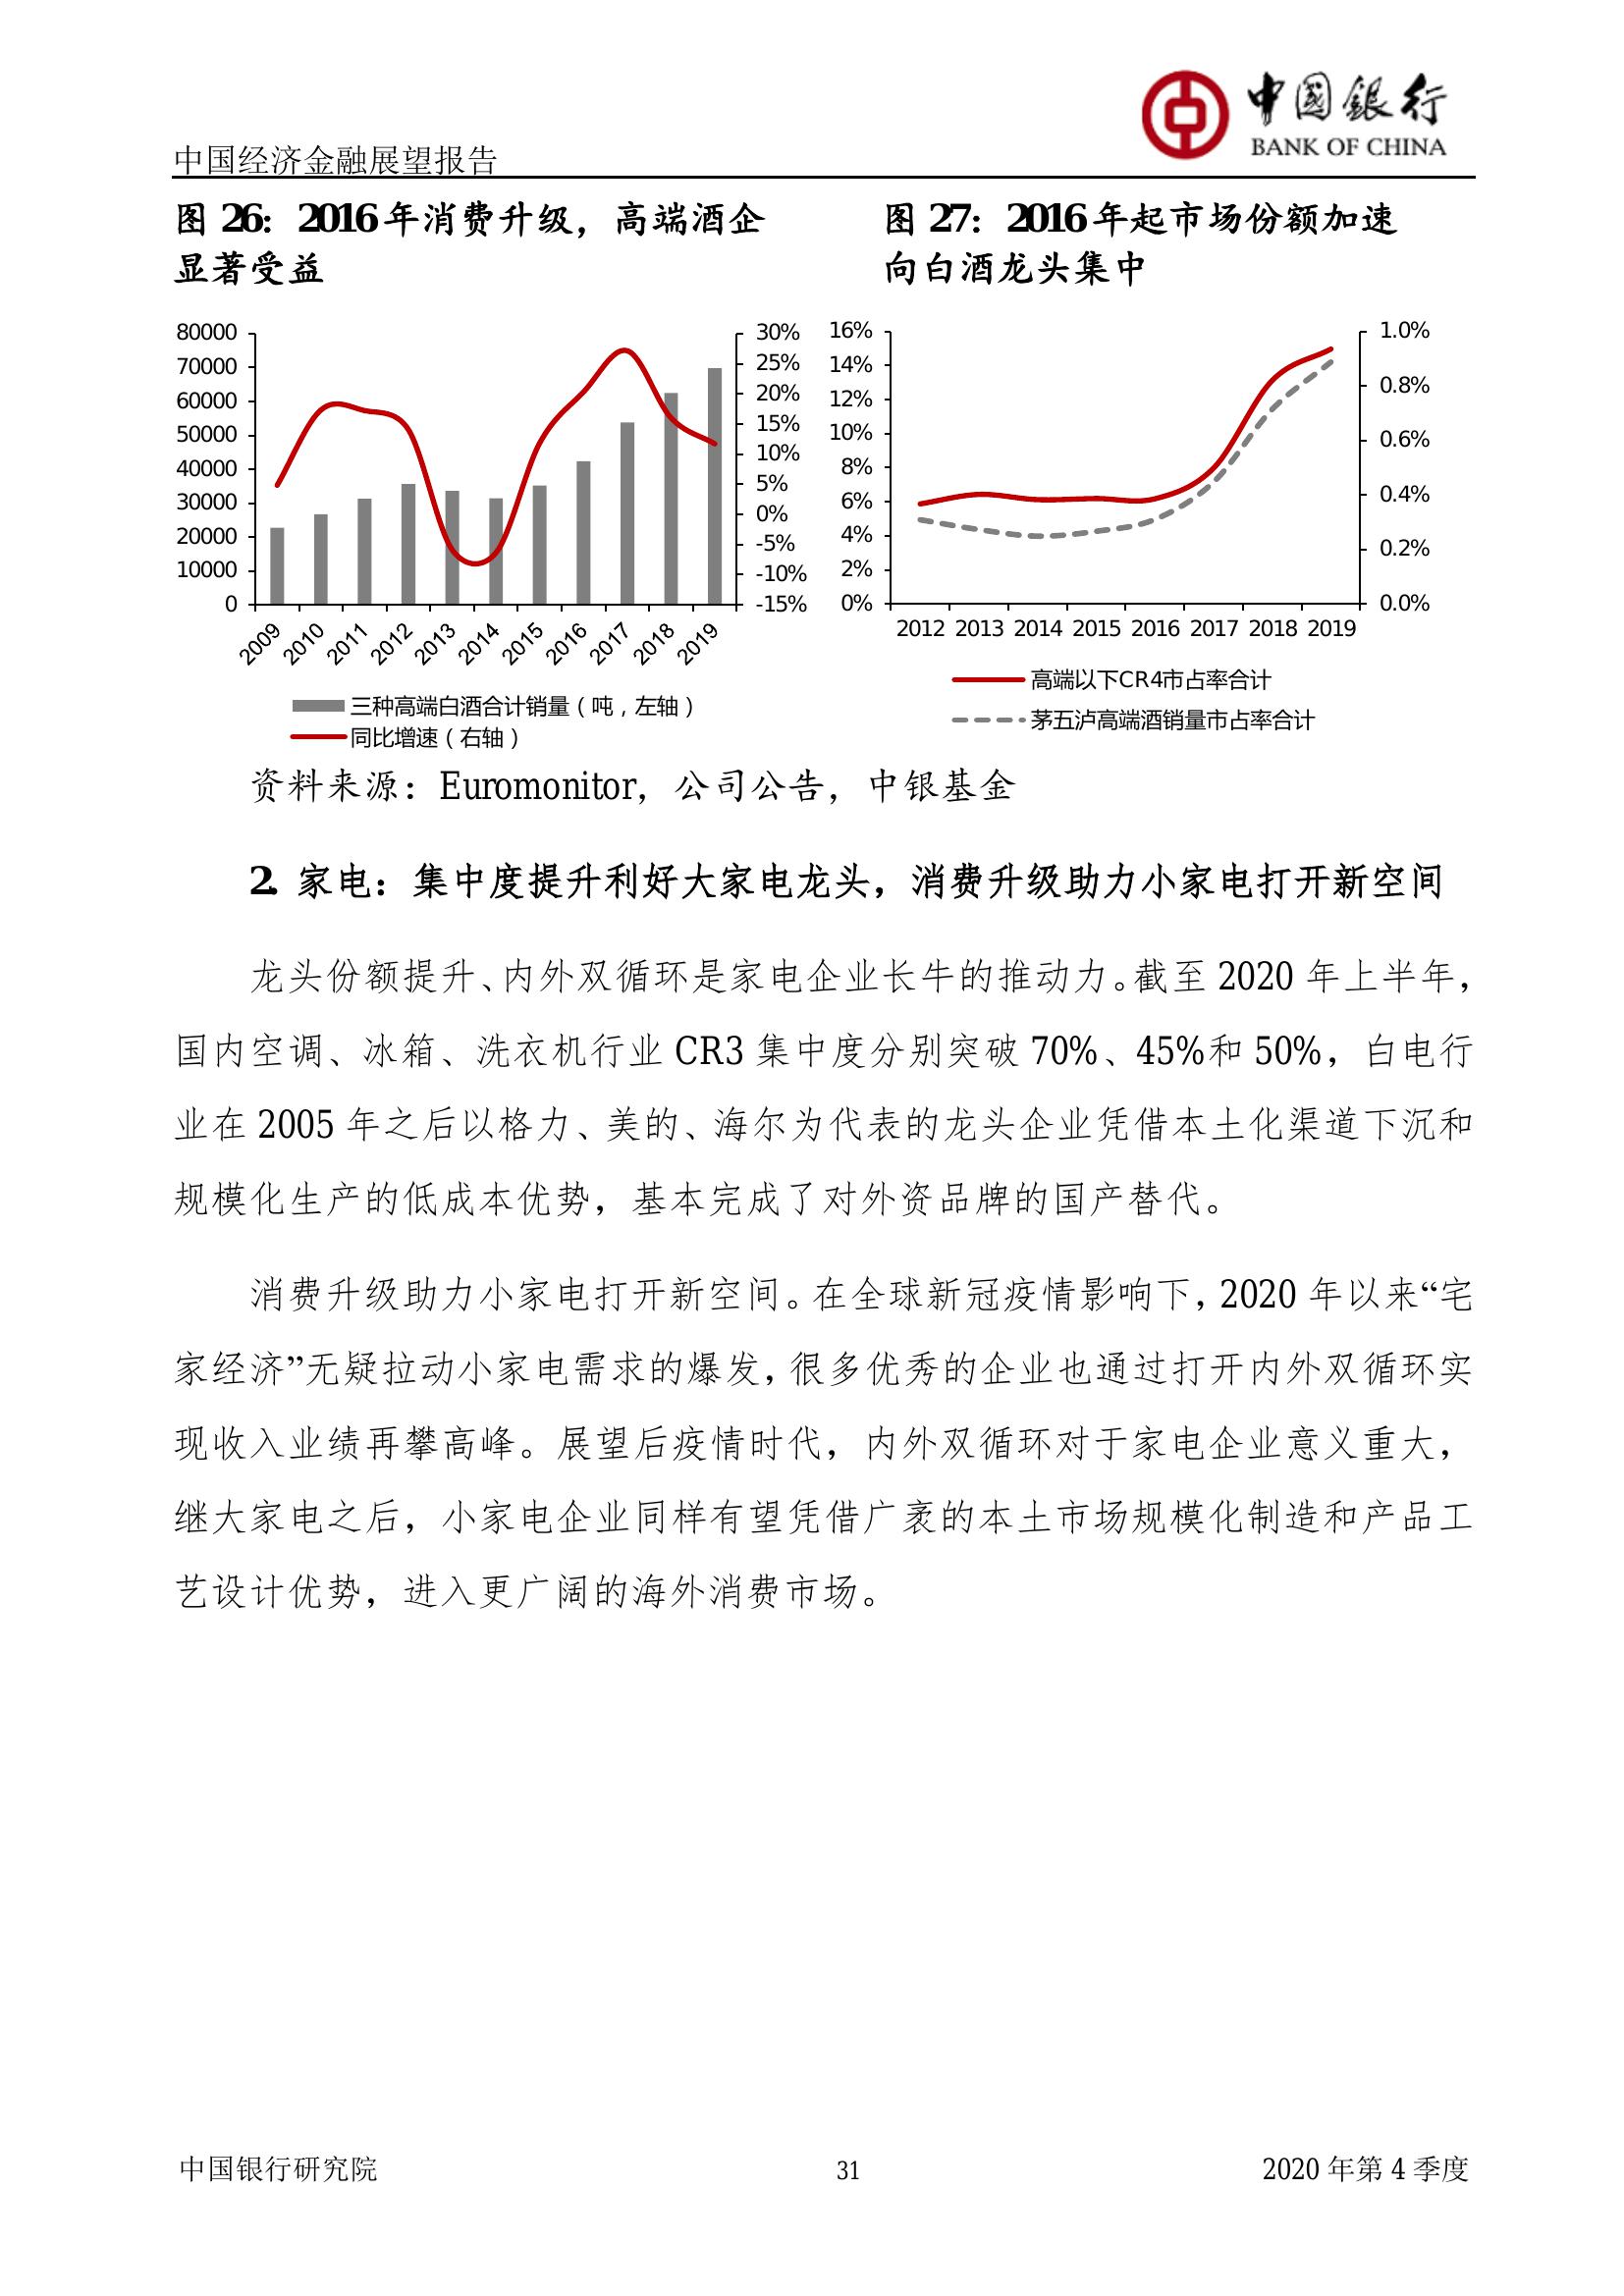 中國銀行
BANK OF CHINA
中国经济金融展望报告
图 26：2016 年消费升级，高端酒企
显著受益
80000
70000
60000
50000
40000
30000
20000
10000
0
30%
25%
20%
15%
10%
5%
0%
-5%
-10%
-15%
2009 2010 2011 2012 2013 2014 2015 2016 2017 2018 2019
三种高端白酒合计销量（吨，左轴）
同比增速（右轴）
图 27：2016 年起市场份额加速
向白酒龙头集中
16%
14%
12%
10%
8%
6%
4%
2%
0%
1.0%
0.8%
0.6%
0.4%
0.2%
0.0%
2012 2013 2014 2015 2016 2017 2018 2019
高端以下CR4市占率合计
茅五泸高端酒销量市占率合计
资料来源：Euromonitor，公司公告，中银基金
2. 家电：集中度提升利好大家电龙头，消费升级助力小家电打开新空间
龙头份额提升、内外双循环是家电企业长牛的推动力。截至 2020 年上半年，
国内空调、冰箱、洗衣机行业 CR3 集中度分别突破 70%、45%和 50%，白电行
业在 2005 年之后以格力、美的、海尔为代表的龙头企业凭借本土化渠道下沉和
规模化生产的低成本优势，基本完成了对外资品牌的国产替代。
消费升级助力小家电打开新空间。在全球新冠疫情影响下，2020 年以来“宅
家经济”无疑拉动小家电需求的爆发，很多优秀的企业也通过打开内外双循环实
现收入业绩再攀高峰。展望后疫情时代，内外双循环对于家电企业意义重大，
继大家电之后，小家电企业同样有望凭借广袤的本土市场规模化制造和产品工
艺设计优势，进入更广阔的海外消费市场。
中国银行研究院
31
2020 年第 4 季度